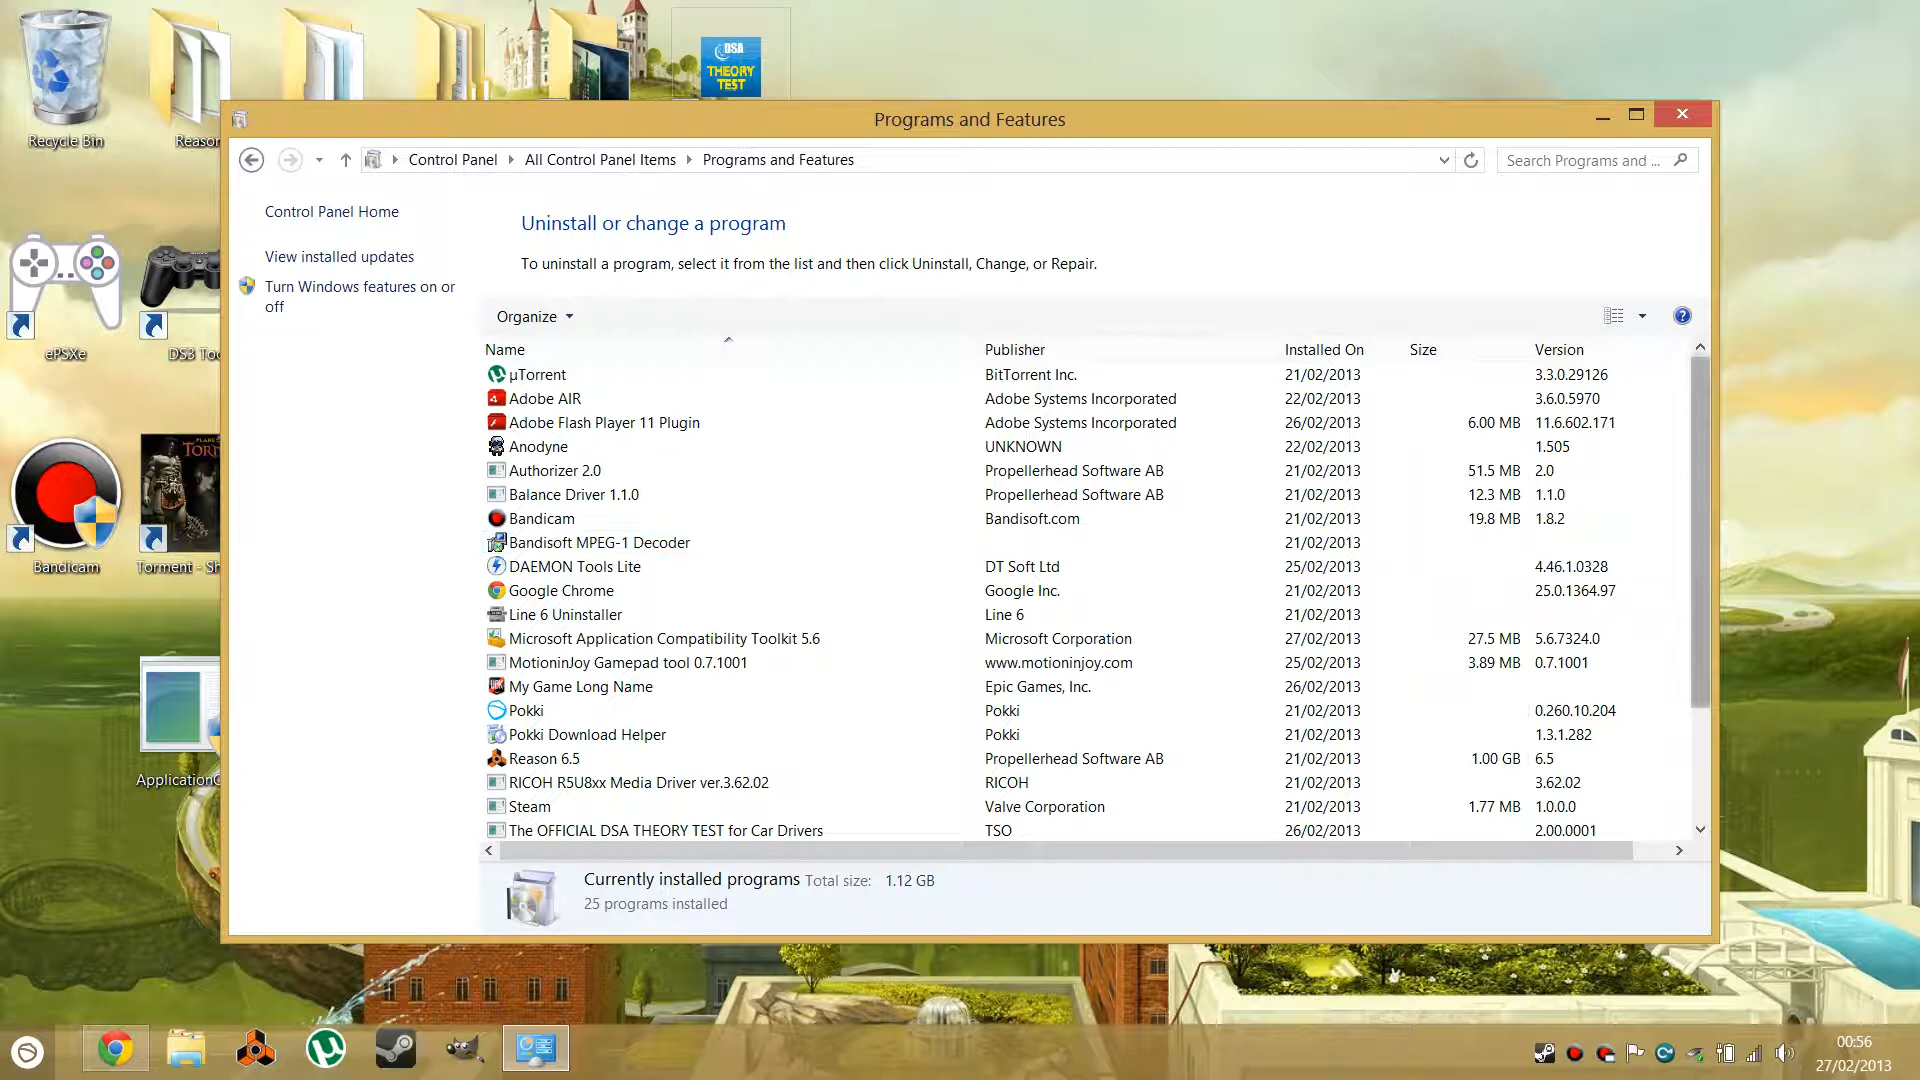 DSA
THEORY
TEST
Recycle Bin
Reason
Programs and Features
Control Panel
All Control Panel Items
Programs and Features
Search Programs and ...
Control Panel Home
View installed updates
Turn Windows features on or
off
Uninstall or change a program
To uninstall a program, select it from the list and then click Uninstall, Change, or Repair.
Organize
Name Publisher Installed On Size Version
µTorrent BitTorrent Inc. 21/02/2013 3.3.0.29126
Adobe AIR Adobe Systems Incorporated 22/02/2013 3.6.0.5970
Adobe Flash Player 11 Plugin Adobe Systems Incorporated 26/02/2013 6.00 MB 11.6.602.171
Anodyne UNKNOWN 22/02/2013 1.505
Authorizer 2.0 Propellerhead Software AB 21/02/2013 51.5 MB 2.0
Balance Driver 1.1.0 Propellerhead Software AB 21/02/2013 12.3 MB 1.1.0
Bandicam Bandisoft.com 21/02/2013 19.8 MB 1.8.2
Bandisoft MPEG-1 Decoder 21/02/2013
DAEMON Tools Lite DT Soft Ltd 25/02/2013 4.46.1.0328
Google Chrome Google Inc. 21/02/2013 25.0.1364.97
Line 6 Uninstaller Line 6 21/02/2013
Microsoft Application Compatibility Toolkit 5.6 Microsoft Corporation 27/02/2013 27.5 MB 5.6.7324.0
MotioninJoy Gamepad tool 0.7.1001 www.motioninjoy.com 25/02/2013 3.89 MB 0.7.1001
My Game Long Name Epic Games, Inc. 26/02/2013
Pokki Pokki 21/02/2013 0.260.10.204
Pokki Download Helper Pokki 21/02/2013 1.3.1.282
Reason 6.5 Propellerhead Software AB 21/02/2013 1.00 GB 6.5
RICOH R5U8xx Media Driver ver.3.62.02 RICOH 21/02/2013 3.62.02
Steam Valve Corporation 21/02/2013 1.77 MB 1.0.0.0
The OFFICIAL DSA THEORY TEST for Car Drivers TSO 26/02/2013 2.00.0001
Currently installed programs Total size: 1.12 GB
25 programs installed
ePSXe
DS3 Too
Bandicam
Torment - Sh
Application
00:56
27/02/2013